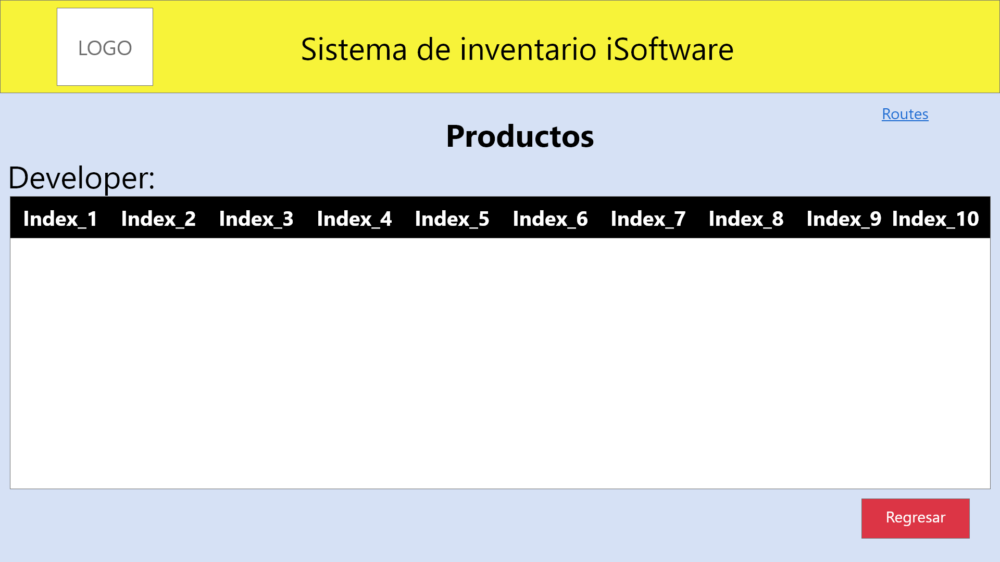 LOGO
Sistema de inventario iSoftware
Routes
Productos
Developer:
Index_1 Index_2 Index_3 Index_4 Index_5 Index_6 Index_7 Index_8 Index_9 Index_10
Regresar